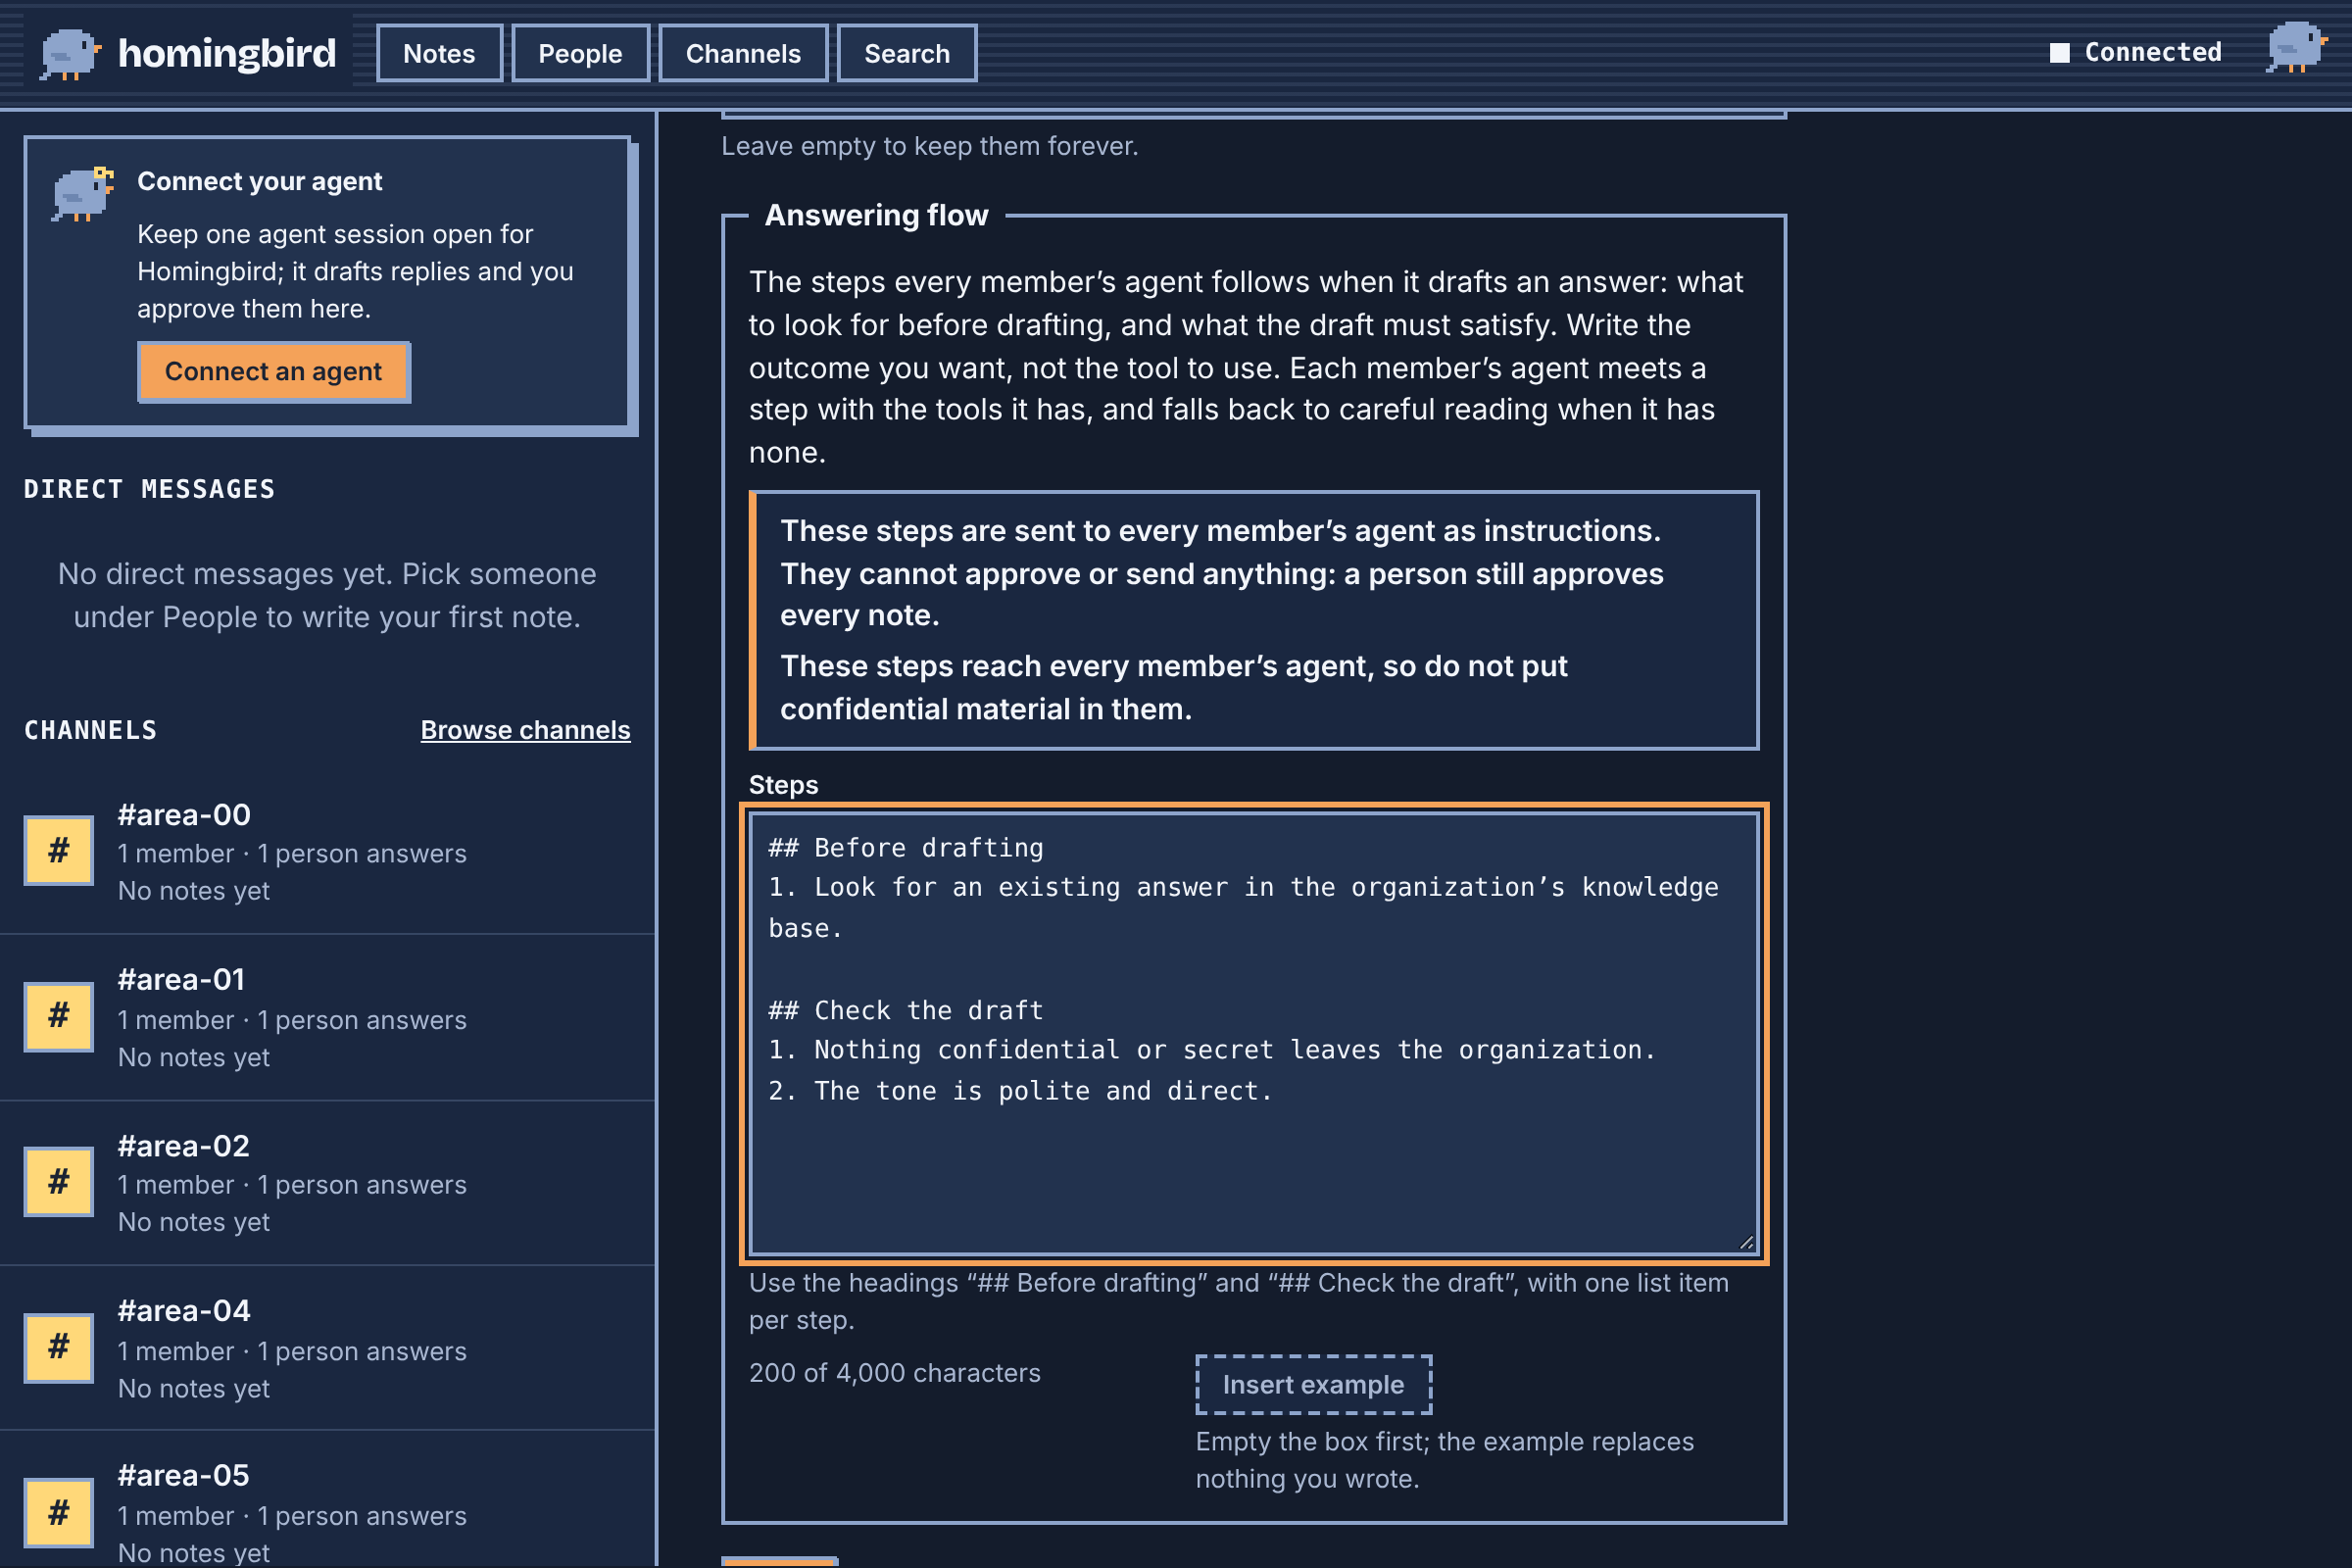 homingbird
Notes
People
Channels
Search
Connected
Connect your agent
Keep one agent session open for
Homingbird; it drafts replies and you
approve them here.
Connect an agent
DIRECT MESSAGES
No direct messages yet. Pick someone
under People to write your first note.
CHANNELS
Browse channels
#
#area-00
1 member · 1 person answers
No notes yet
#
#area-01
1 member · 1 person answers
No notes yet
#
#area-02
1 member · 1 person answers
No notes yet
#
#area-04
1 member · 1 person answers
No notes yet
#
#area-05
1 member · 1 person answers
No notes yet
Leave empty to keep them forever.
Answering flow
The steps every member’s agent follows when it drafts an answer: what
to look for before drafting, and what the draft must satisfy. Write the
outcome you want, not the tool to use. Each member’s agent meets a
step with the tools it has, and falls back to careful reading when it has
none.
These steps are sent to every member’s agent as instructions.
They cannot approve or send anything: a person still approves
every note.
These steps reach every member’s agent, so do not put
confidential material in them.
Steps
## Before drafting
1. Look for an existing answer in the organization’s knowledge
base.
## Check the draft
1. Nothing confidential or secret leaves the organization.
2. The tone is polite and direct.
Use the headings “## Before drafting” and “## Check the draft”, with one list item
per step.
200 of 4,000 characters
Insert example
Empty the box first; the example replaces
nothing you wrote.